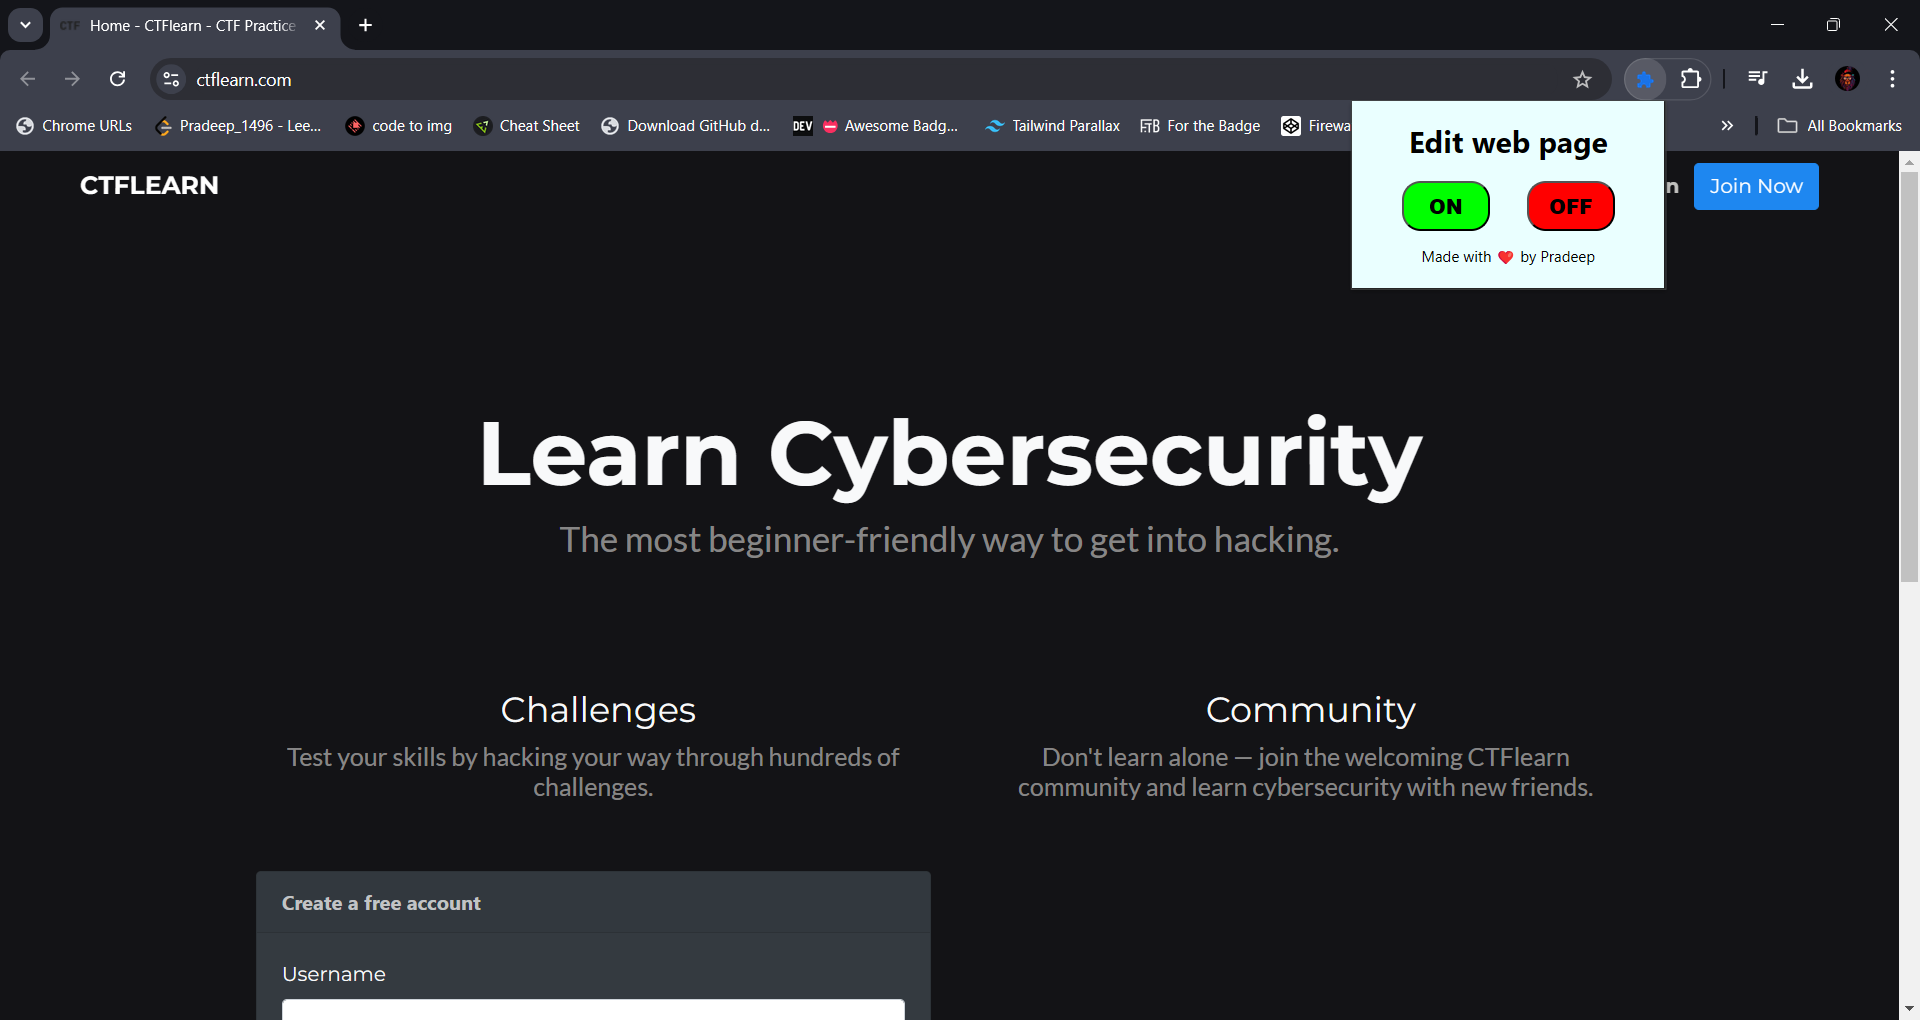 CTF Home - CTFlearn - CTF Practice
ctflearn.com
Chrome URLs
Pradeep_1496 - Lee...
code to img
Cheat Sheet
Download GitHub d...
DEV
Awesome Badg...
Tailwind Parallax
FTB For the Badge
Firewa
All Bookmarks
Edit web page
ON
OFF
Made with ❤️ by Pradeep
CTFLEARN
n
Join Now
Learn Cybersecurity
The most beginner-friendly way to get into hacking.
Challenges
Test your skills by hacking your way through hundreds of
challenges.
Community
Don't learn alone — join the welcoming CTFlearn
community and learn cybersecurity with new friends.
Create a free account
Username